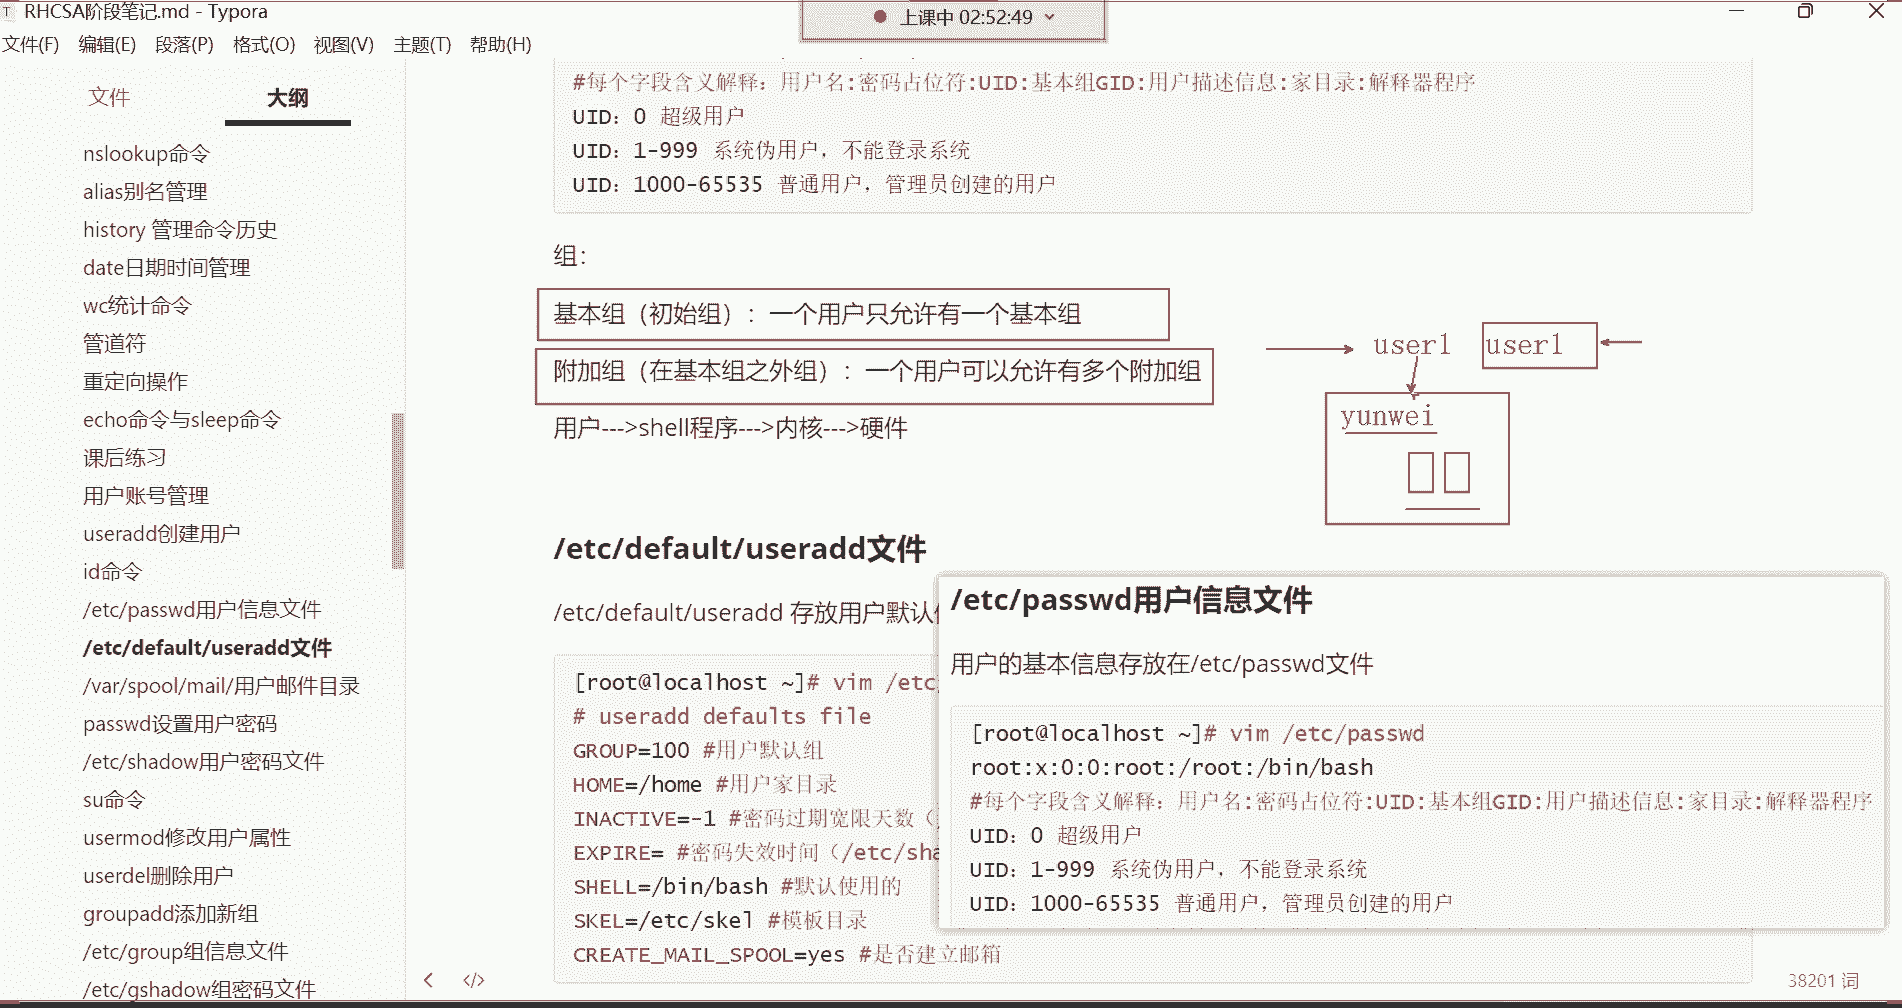 RHCSA阶段笔记.md - Typora
上课中 02:52:49
文件(F) 编辑(E) 段落(P) 格式(O) 视图(V) 主题(T) 帮助(H)
文件 大纲
nslookup命令
alias别名管理
history 管理命令历史
date日期时间管理
wc统计命令
管道符
重定向操作
echo命令与sleep命令
课后练习
用户账号管理
useradd创建用户
id命令
/etc/passwd用户信息文件
/etc/default/useradd文件
/var/spool/mail/用户邮件目录
passwd设置用户密码
/etc/shadow用户密码文件
su命令
usermod修改用户属性
userdel删除用户
groupadd添加新组
/etc/group组信息文件
/etc/gshadow组密码文件
#每个字段含义解释：用户名:密码占位符:UID:基本组GID:用户描述信息:家目录:解释器程序
UID：0 超级用户
UID：1-999 系统伪用户，不能登录系统
UID：1000-65535 普通用户，管理员创建的用户
组：
基本组（初始组）：一个用户只允许有一个基本组
附加组（在基本组之外组）：一个用户可以允许有多个附加组
用户--->shell程序--->内核--->硬件
user1 user1
yunwei
/etc/default/useradd文件
/etc/default/useradd 存放用户默认
[root@localhost ~]# vim /etc
# useradd defaults file
GROUP=100 #用户默认组
HOME=/home #用户家目录
INACTIVE=-1 #密码过期宽限天数（
EXPIRE= #密码失效时间（/etc/sha
SHELL=/bin/bash #默认使用的
SKEL=/etc/skel #模板目录
CREATE_MAIL_SPOOL=yes #是否建立邮箱
/etc/passwd用户信息文件
用户的基本信息存放在/etc/passwd文件
[root@localhost ~]# vim /etc/passwd
root:x:0:0:root:/root:/bin/bash
#每个字段含义解释：用户名:密码占位符:UID:基本组GID:用户描述信息:家目录:解释器程序
UID：0 超级用户
UID：1-999 系统伪用户，不能登录系统
UID：1000-65535 普通用户，管理员创建的用户
38201 词